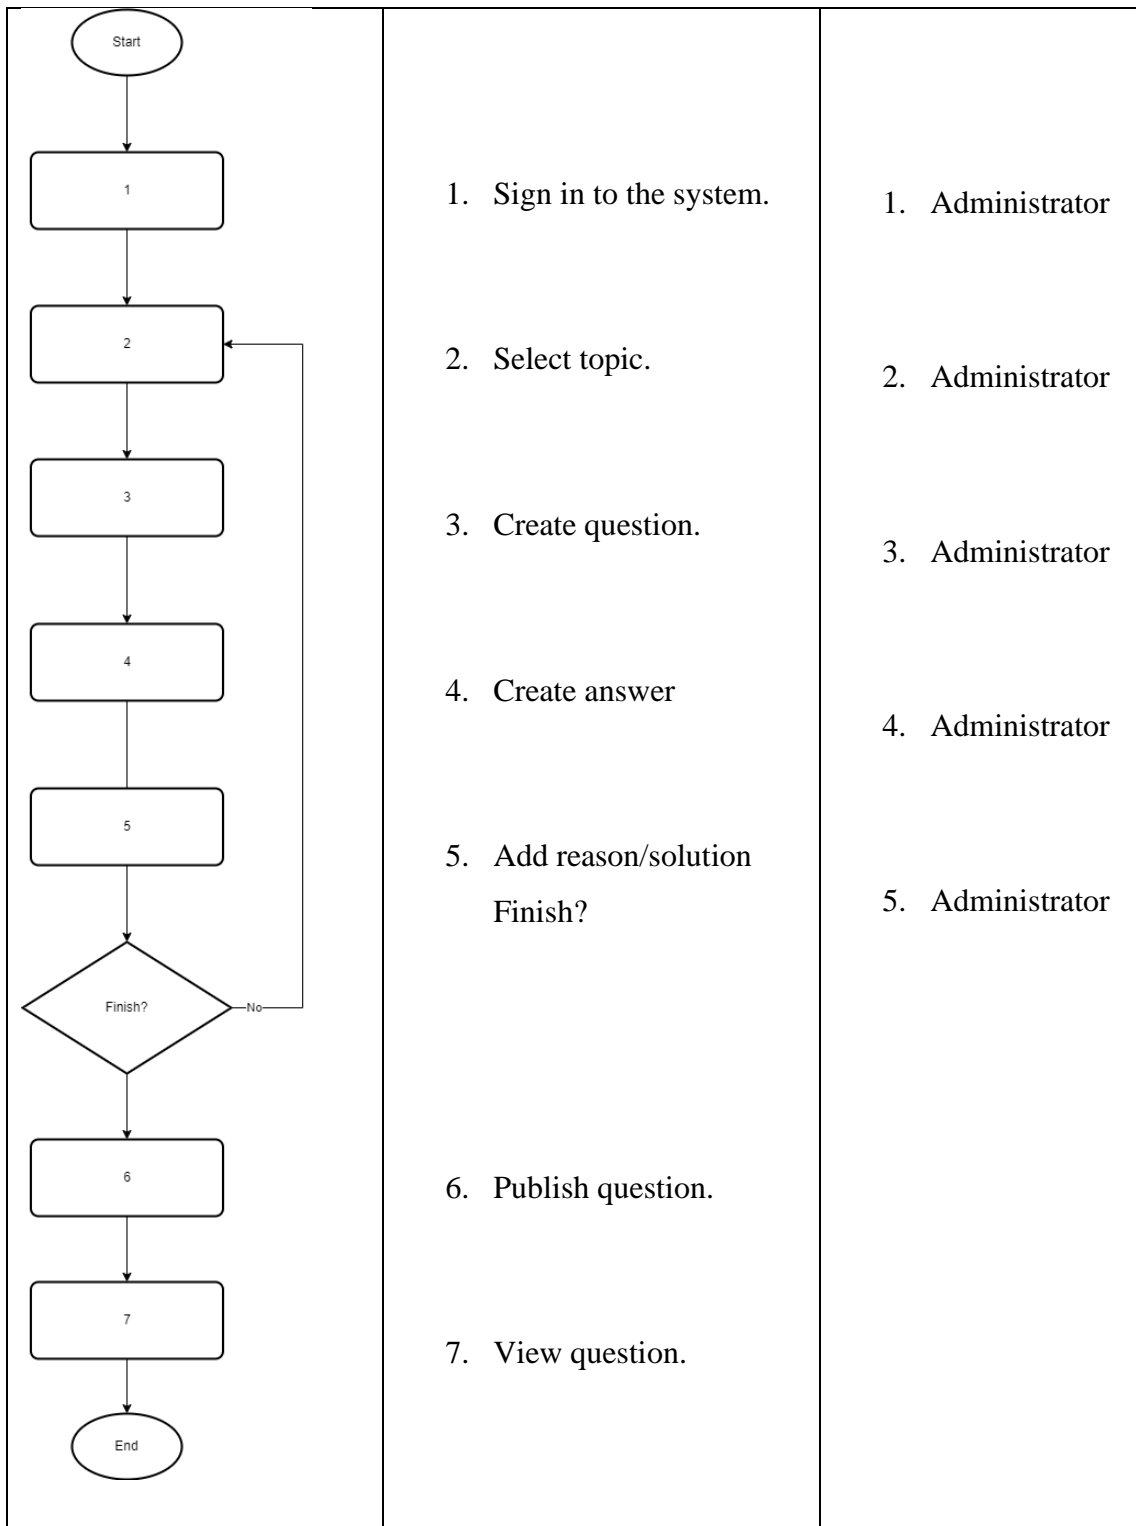 Start
1
2
3
4
5
Finish?
No
6
7
End
1. Sign in to the system.
2. Select topic.
3. Create question.
4. Create answer
5. Add reason/solution
Finish?
6. Publish question.
7. View question.
1. Administrator
2. Administrator
3. Administrator
4. Administrator
5. Administrator